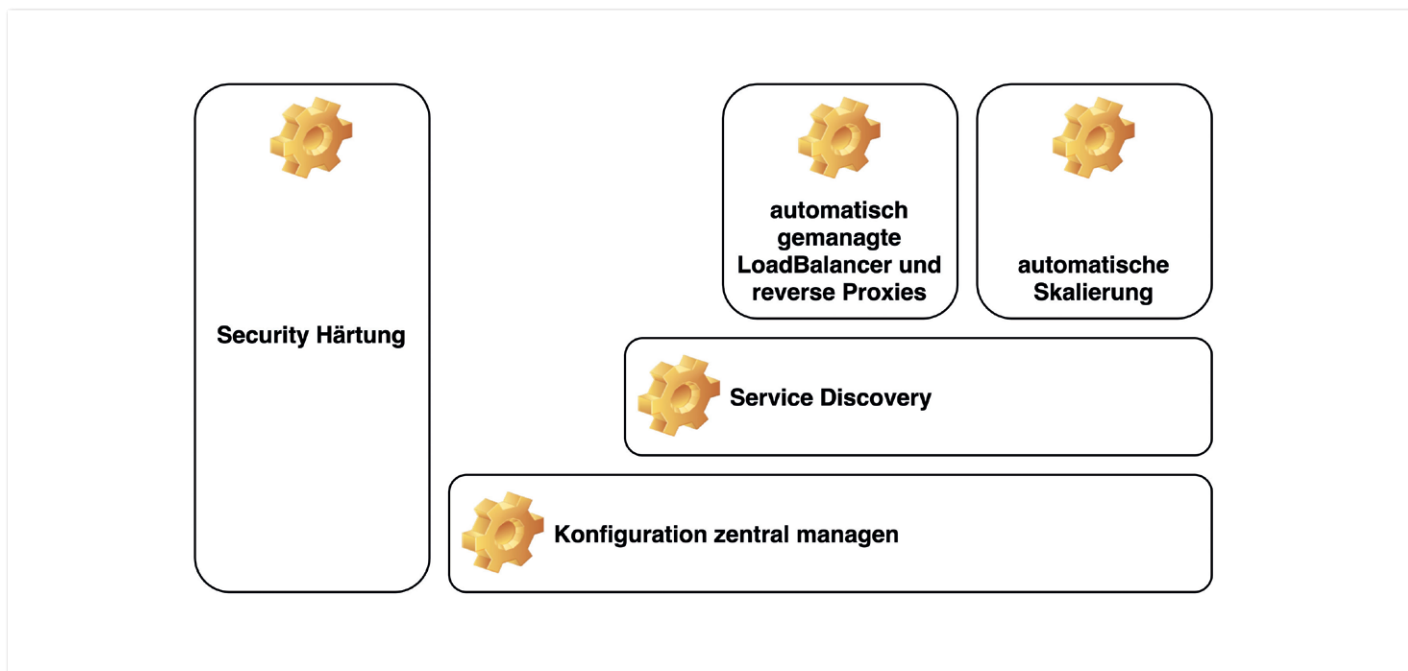 Security Härtung
automatisch
gemanagte
LoadBalancer und
reverse Proxies
automatische
Skalierung
Service Discovery
Konfiguration zentral managen